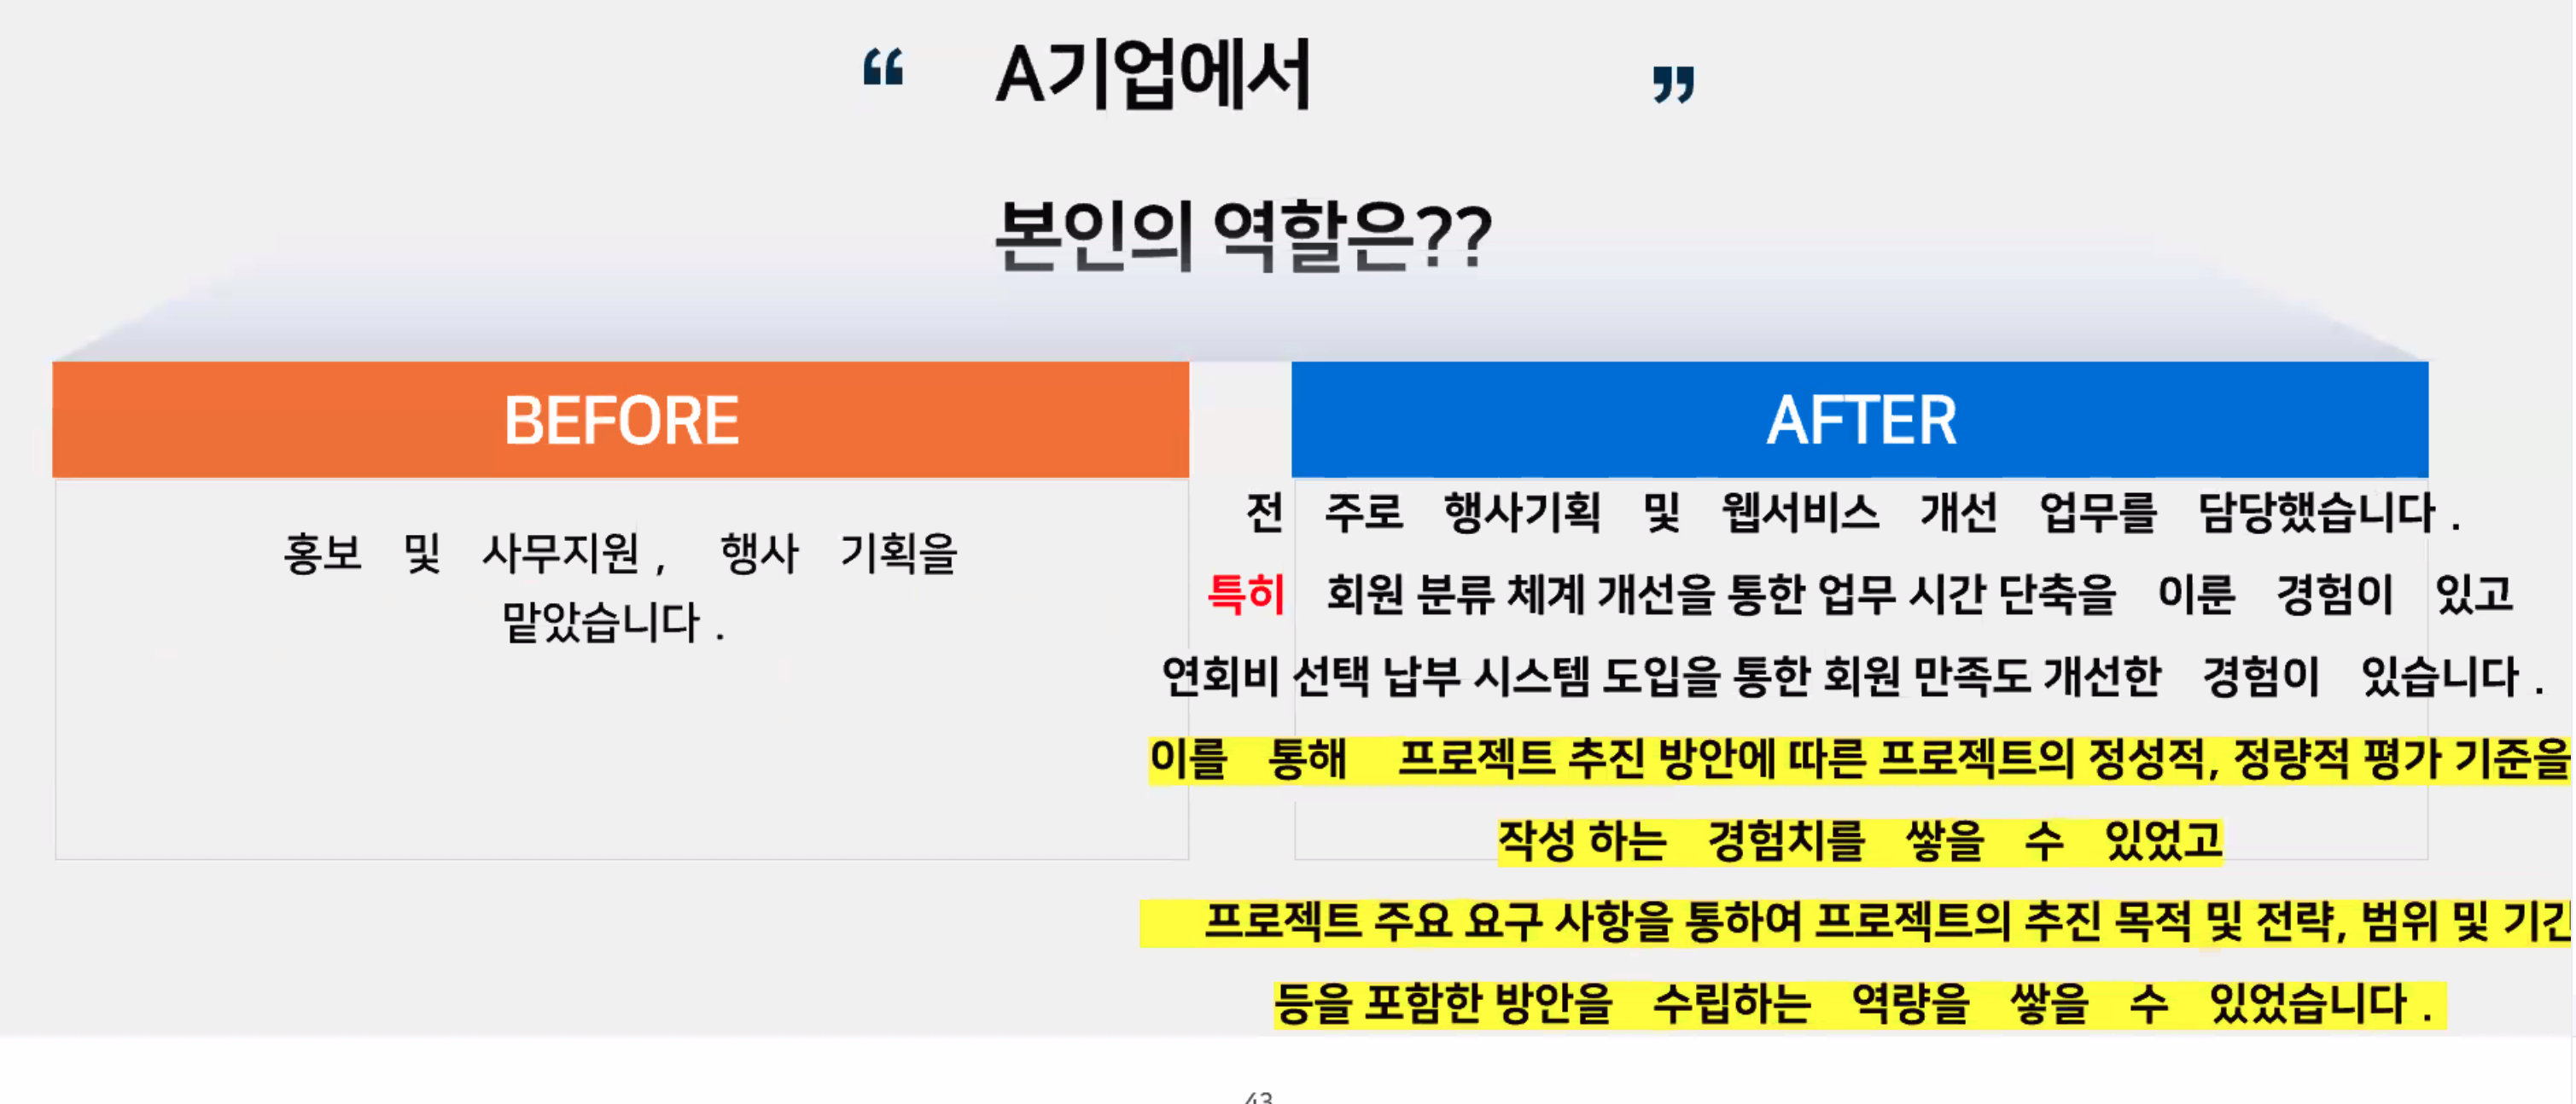 “ A기업에서 ”
본인의 역할은??
BEFORE
홍보 및 사무지원, 행사 기획을
맡았습니다.
AFTER
전 주로 행사기획 및 웹서비스 개선 업무를 담당했습니다.
특히 회원 분류 체계 개선을 통한 업무 시간 단축을 이룬 경험이 있고
연회비 선택 납부 시스템 도입을 통한 회원 만족도 개선한 경험이 있습니다.
이를 통해 프로젝트 추진 방안에 따른 프로젝트의 정성적, 정량적 평가 기준을
작성 하는 경험치를 쌓을 수 있었고
프로젝트 주요 요구 사항을 통하여 프로젝트의 추진 목적 및 전략, 범위 및 기간
등을 포함한 방안을 수립하는 역량을 쌓을 수 있었습니다.
43